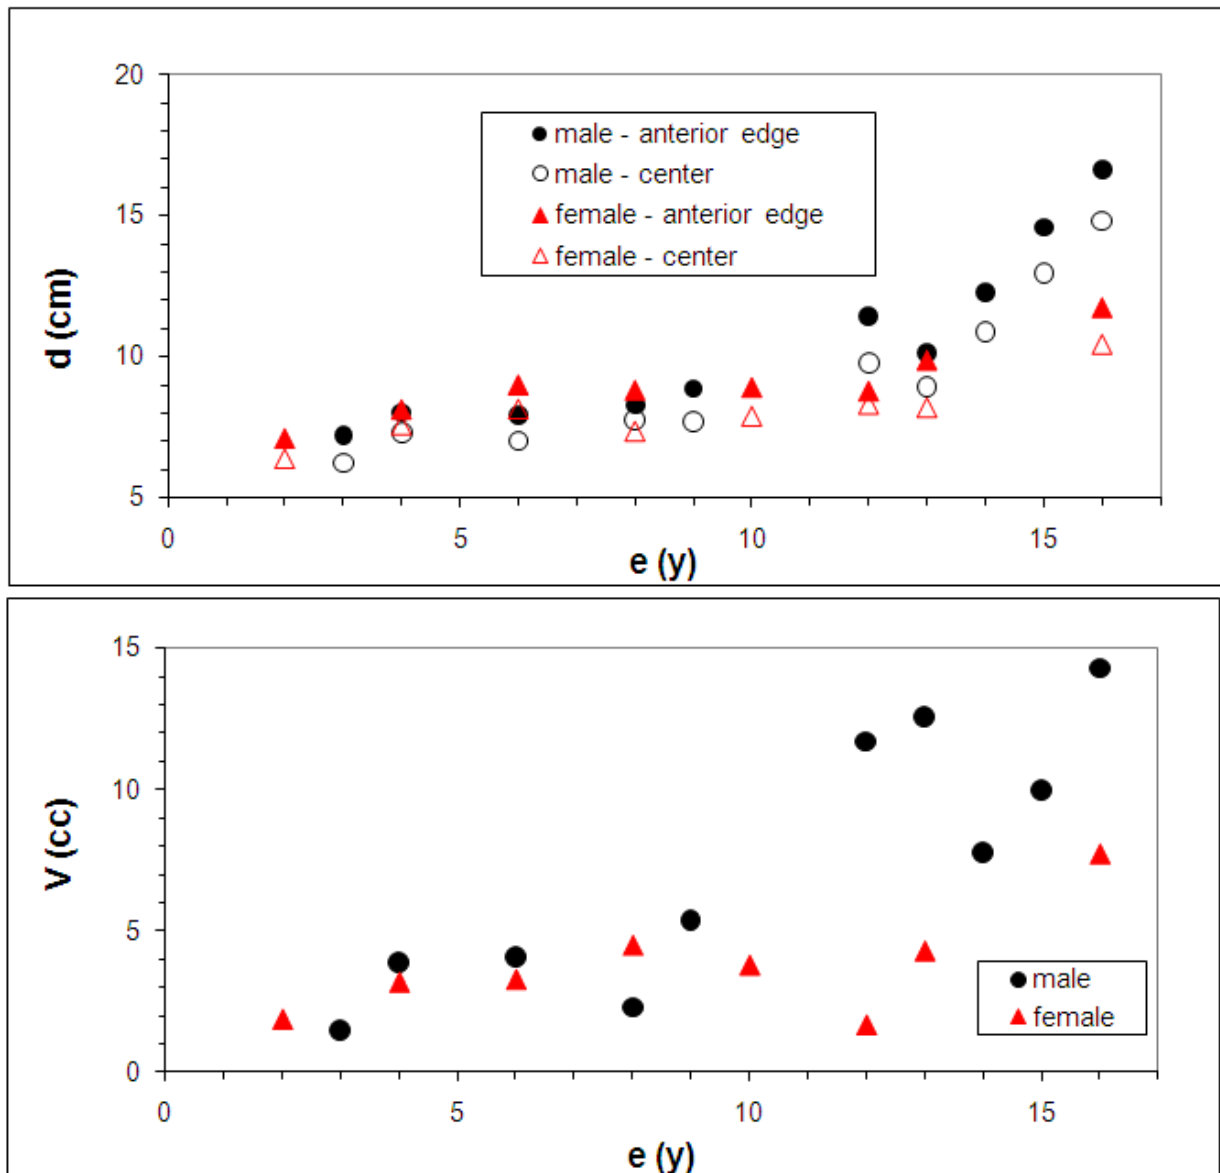 20
15
10
5
d (cm)
male - anterior edge
male - center
female - anterior edge
female - center
0 5 10 15
e (y)
15
10
5
0
V (cc)
male
female
0 5 10 15
e (y)